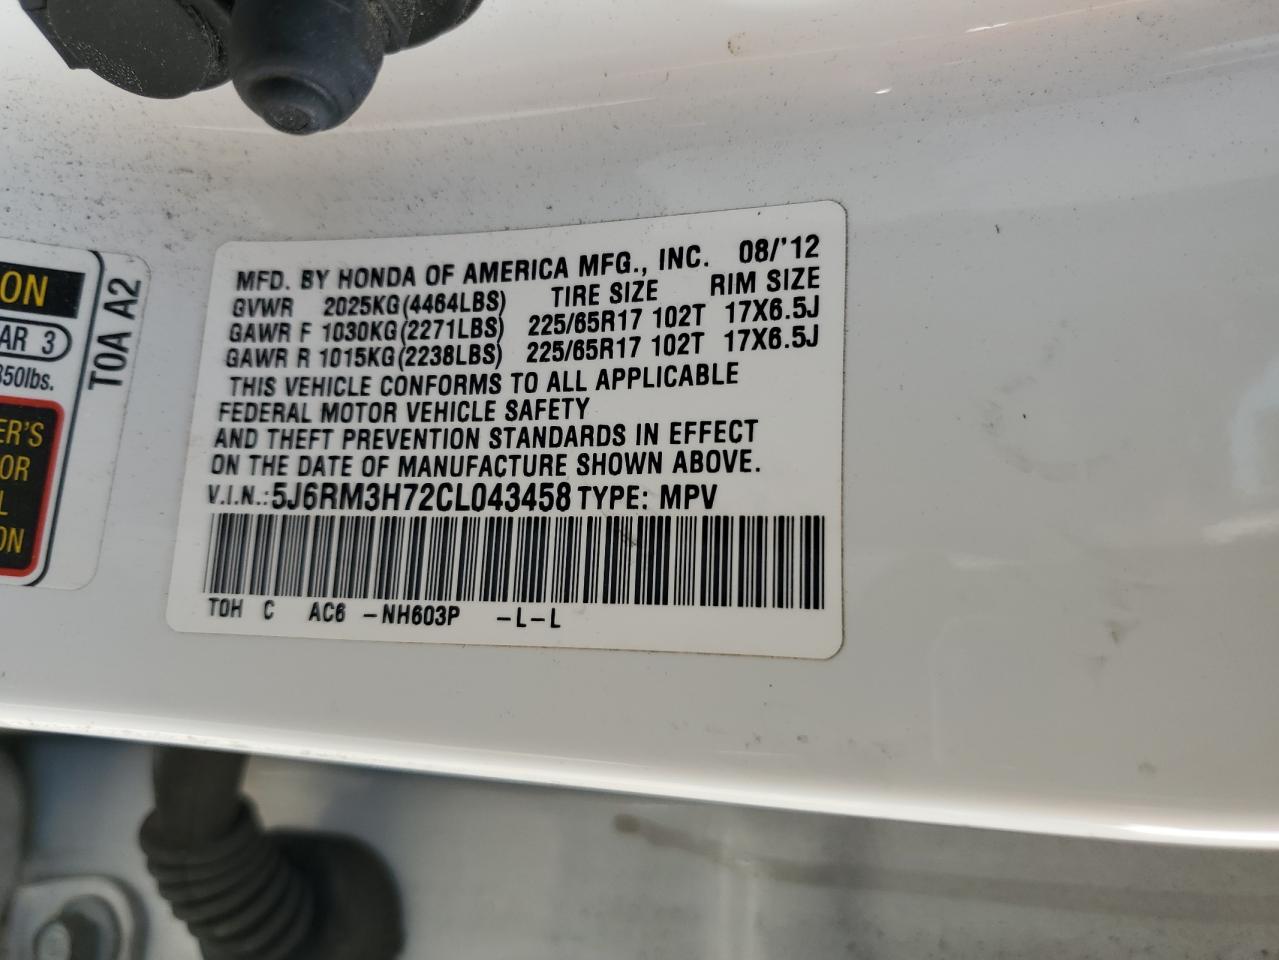 MFD. BY HONDA OF AMERICA MFG., INC. 08/'12
GVWR 2025KG(4464LBS) TIRE SIZE RIM SIZE
GAWR F 1030KG(2271LBS) 225/65R17 102T 17X6.5J
GAWR R 1015KG(2238LBS) 225/65R17 102T 17X6.5J
THIS VEHICLE CONFORMS TO ALL APPLICABLE
FEDERAL MOTOR VEHICLE SAFETY
AND THEFT PREVENTION STANDARDS IN EFFECT
ON THE DATE OF MANUFACTURE SHOWN ABOVE.
V.I.N.:5J6RM3H72CL043458 TYPE: MPV
TOH C AC6 -NH603P -L-L
ON
AR 3
350lbs.
T0A A2
ER'S
OR
L
ON